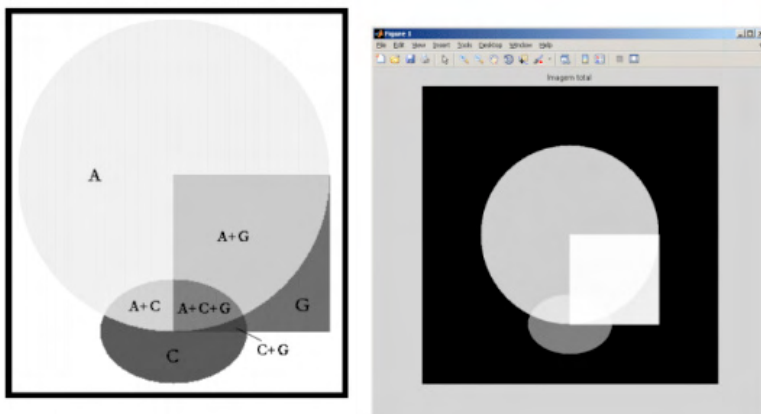 A
A+G
A+C
A+C+G
G
C
C+G
Figure 1
File Edit View Insert Tools Desktop Window Help
Imagem total